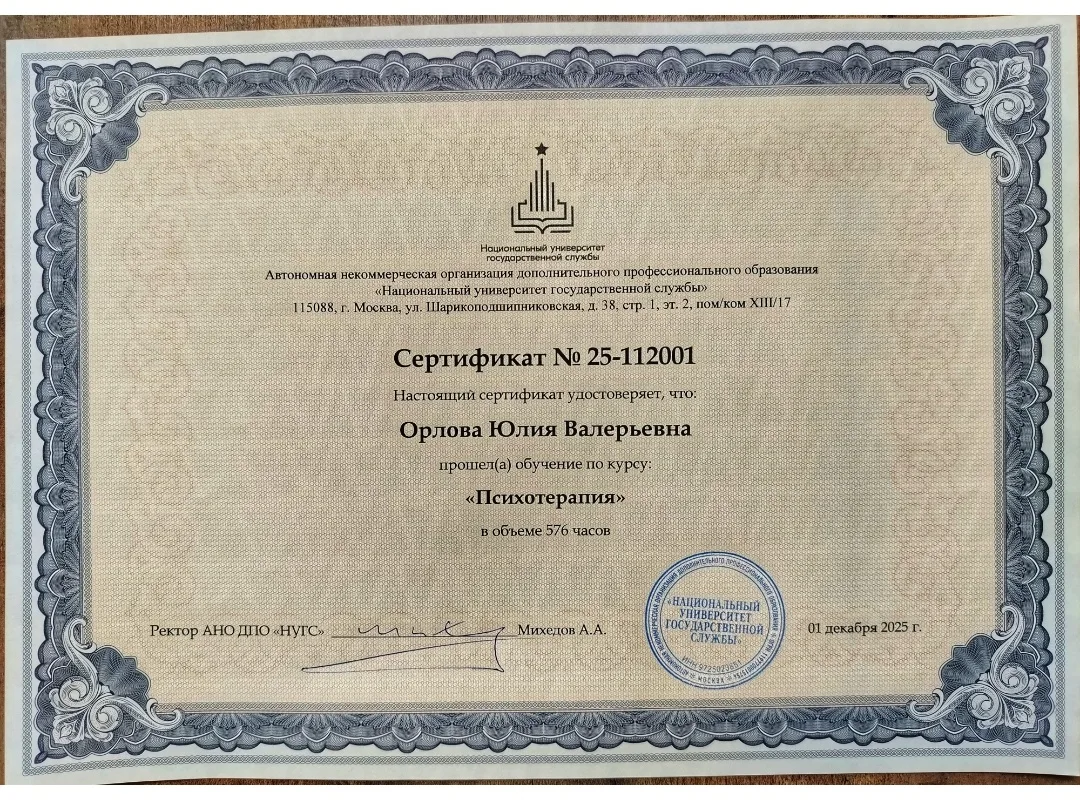 Национальный университет
государственной службы
Автономная некоммерческая организация дополнительного профессионального образования
«Национальный университет государственной службы»
115088, г. Москва, ул. Шарикоподшипниковская, д. 38, стр. 1, эт. 2, пом/ком XIII/17
Сертификат № 25-112001
Настоящий сертификат удостоверяет, что:
Орлова Юлия Валерьевна
прошел(а) обучение по курсу:
«Психотерапия»
в объеме 576 часов
Ректор АНО ДПО «НУГС»
Михедов А.А.
«НАЦИОНАЛЬНЫЙ
УНИВЕРСИТЕТ
ГОСУДАРСТВЕННОЙ
СЛУЖБЫ»
МОСКВА
01 декабря 2025 г.